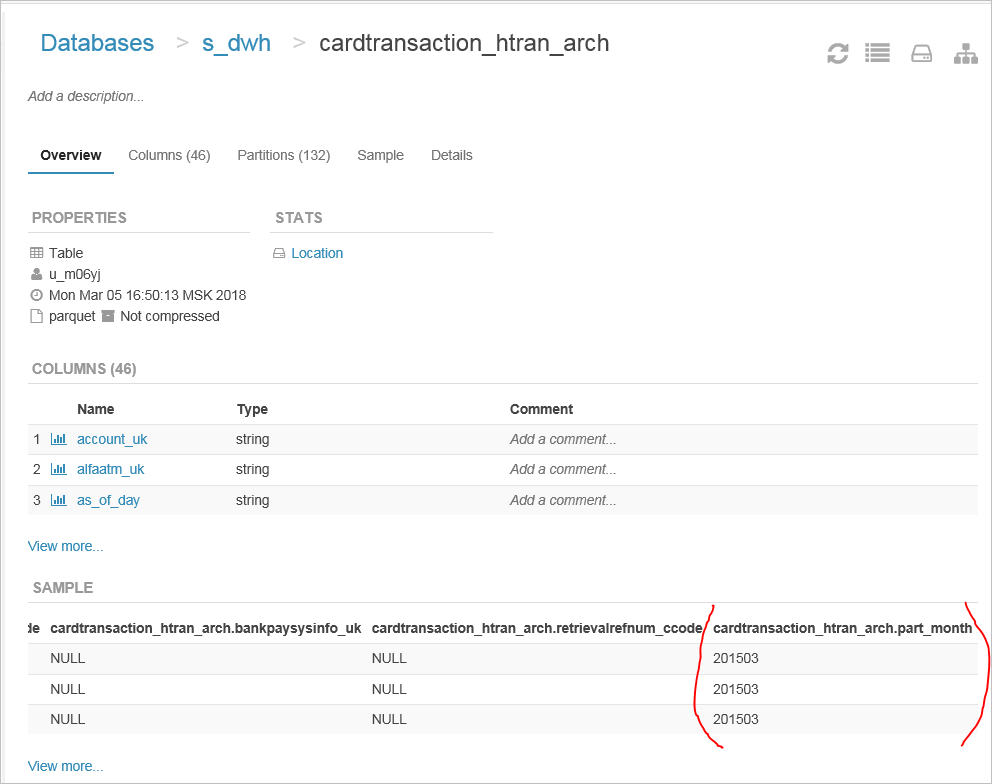 Databases > s_dwh > cardtransaction_htran_arch
Add a description...
Overview Columns (46) Partitions (132) Sample Details
PROPERTIES STATS
Table Location
u_m06yj
Mon Mar 05 16:50:13 MSK 2018
parquet Not compressed
COLUMNS (46)
Name Type Comment
1 account_uk string Add a comment...
2 alfaatm_uk string Add a comment...
3 as_of_day string Add a comment...
View more...
SAMPLE
de cardtransaction_htran_arch.bankpaysysinfo_uk cardtransaction_htran_arch.retrievalrefnum_ccode cardtransaction_htran_arch.part_month
NULL NULL 201503
NULL NULL 201503
NULL NULL 201503
View more...